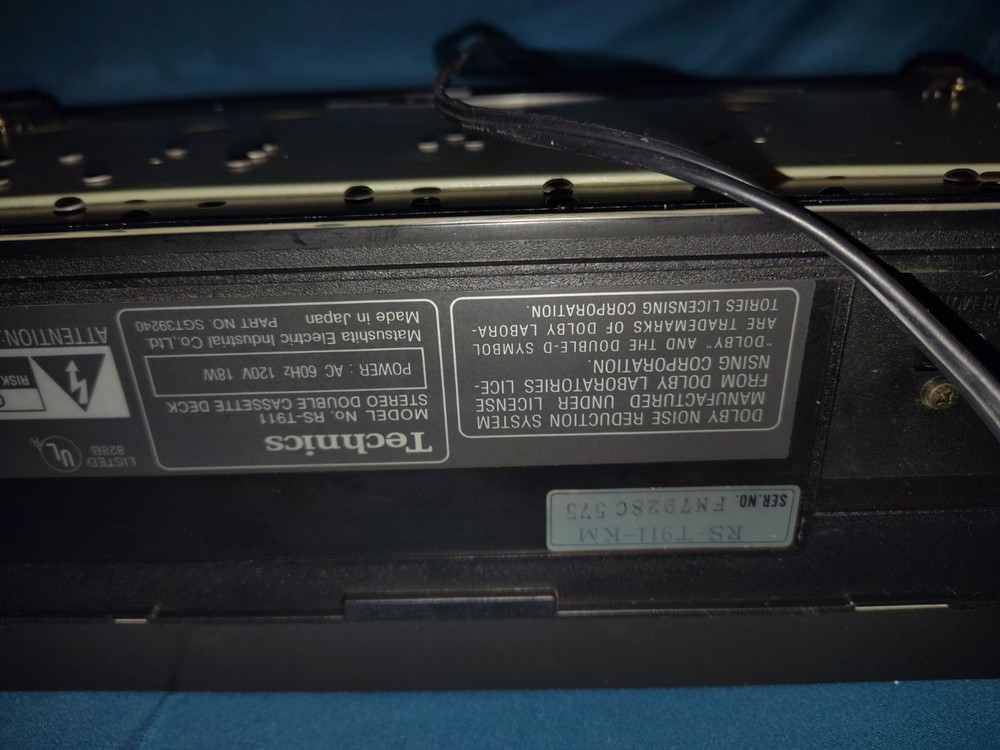 RS-T911-KM
SER.NO. FM7928C575
Technics
MODEL No. RS-T911
STEREO DOUBLE CASSETTE DECK
POWER : AC 60Hz 120V 18W
Matsushita Electric Industrial Co.,Ltd.
Made in Japan PART NO. SGT39240
DOLBY NOISE REDUCTION SYSTEM
MANUFACTURED UNDER LICENSE
FROM DOLBY LABORATORIES LICE-
NSING CORPORATION.
"DOLBY" AND THE DOUBLE-D SYMBOL
ARE TRADEMARKS OF DOLBY LABORA-
TORIES LICENSING CORPORATION.
UL
LISTED
828B
RISK
ATTENTION: